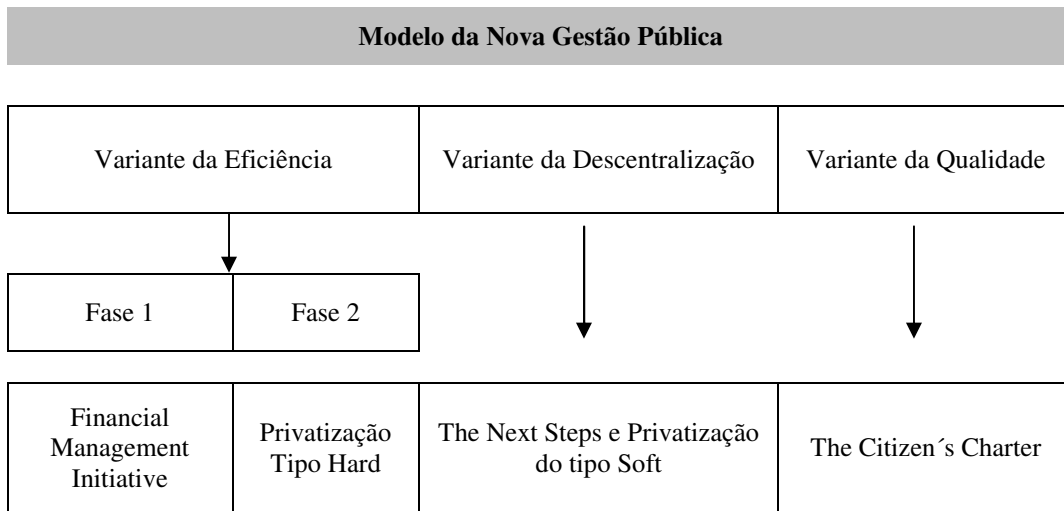 Modelo da Nova Gestão Pública
Variante da Eficiência
Variante da Descentralização
Variante da Qualidade
Fase 1
Fase 2
Financial
Management
Initiative
Privatização
Tipo Hard
The Next Steps e Privatização
do tipo Soft
The Citizen´s Charter